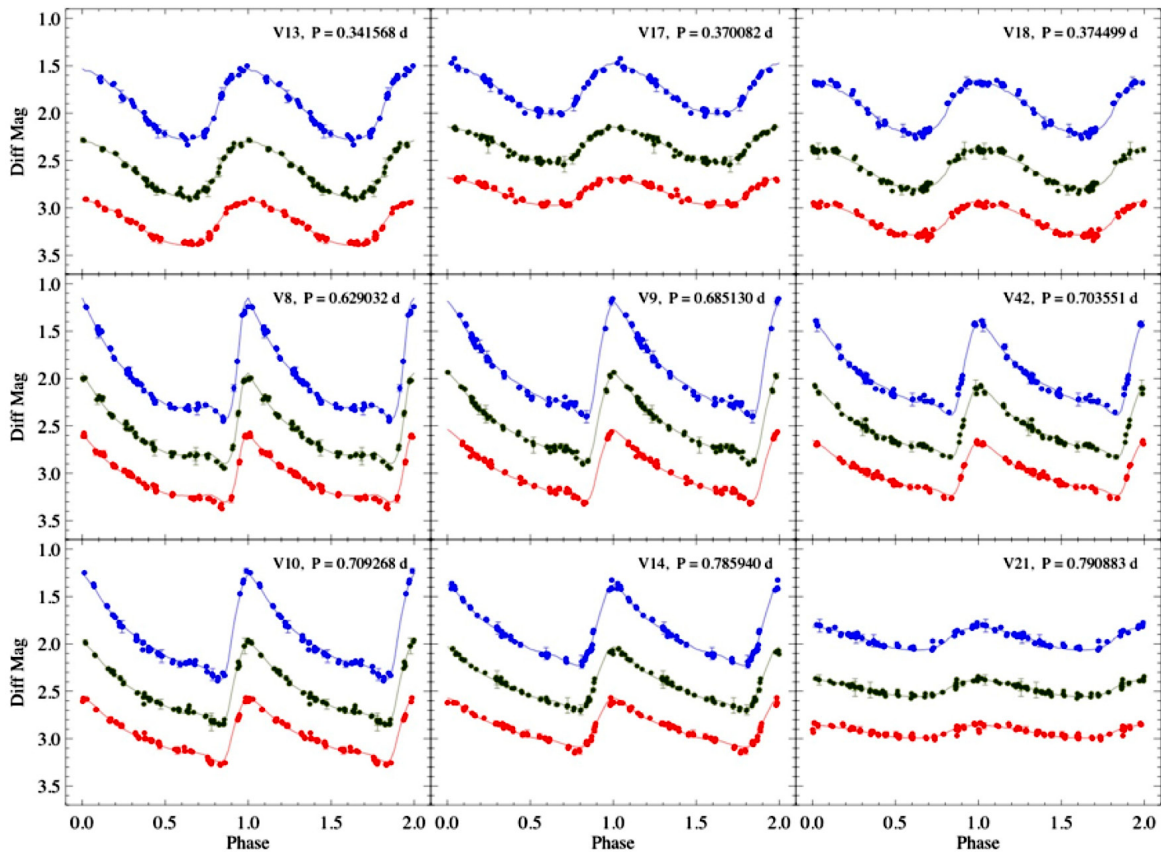 V13, P = 0.341568 d
V17, P = 0.370082 d
V18, P = 0.374499 d
1.0
1.5
2.0
2.5
3.0
3.5
Diff Mag
V8, P = 0.629032 d
V9, P = 0.685130 d
V42, P = 0.703551 d
1.0
1.5
2.0
2.5
3.0
3.5
Diff Mag
V10, P = 0.709268 d
V14, P = 0.785940 d
V21, P = 0.790883 d
1.0
1.5
2.0
2.5
3.0
3.5
Diff Mag
0.0 0.5 1.0 1.5 2.0
0.0 0.5 1.0 1.5 2.0
0.0 0.5 1.0 1.5 2.0
Phase
Phase
Phase